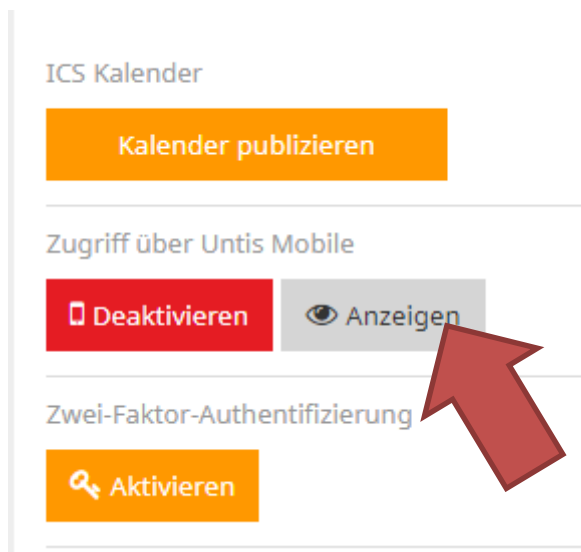 ICS Kalender
Kalender publizieren
Zugriff über Untis Mobile
Deaktivieren Anzeigen
Zwei-Faktor-Authentifizierung
Aktivieren